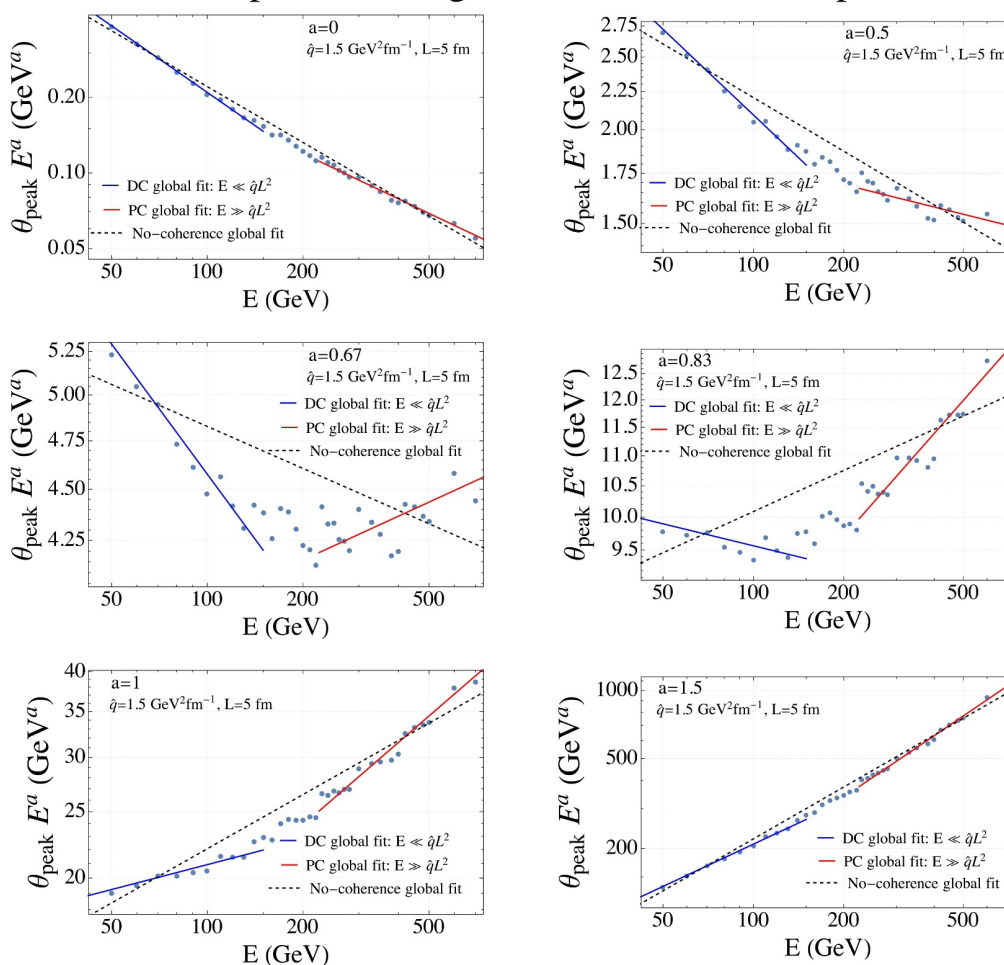 a=0
q̂=1.5 GeV²fm⁻¹, L=5 fm
θ_peak E^a (GeV^a)
0.20
0.10
0.05
DC global fit: E ≪ q̂L²
PC global fit: E ≫ q̂L²
No−coherence global fit
50 100 200 500
E (GeV)
a=0.5
q̂=1.5 GeV²fm⁻¹, L=5 fm
θ_peak E^a (GeV^a)
2.75
2.50
2.25
2.00
1.75
1.50
DC global fit: E ≪ q̂L²
PC global fit: E ≫ q̂L²
No−coherence global fit
50 100 200 500
E (GeV)
a=0.67
q̂=1.5 GeV²fm⁻¹, L=5 fm
θ_peak E^a (GeV^a)
5.25
5.00
4.75
4.50
4.25
DC global fit: E ≪ q̂L²
PC global fit: E ≫ q̂L²
No−coherence global fit
50 100 200 500
E (GeV)
a=0.83
q̂=1.5 GeV²fm⁻¹, L=5 fm
θ_peak E^a (GeV^a)
12.5
11.5
11.0
10.5
10.0
9.5
DC global fit: E ≪ q̂L²
PC global fit: E ≫ q̂L²
No−coherence global fit
50 100 200 500
E (GeV)
a=1
q̂=1.5 GeV²fm⁻¹, L=5 fm
θ_peak E^a (GeV^a)
40
35
30
25
20
DC global fit: E ≪ q̂L²
PC global fit: E ≫ q̂L²
No−coherence global fit
50 100 200 500
E (GeV)
a=1.5
q̂=1.5 GeV²fm⁻¹, L=5 fm
θ_peak E^a (GeV^a)
1000
500
200
DC global fit: E ≪ q̂L²
PC global fit: E ≫ q̂L²
No−coherence global fit
50 100 200 500
E (GeV)